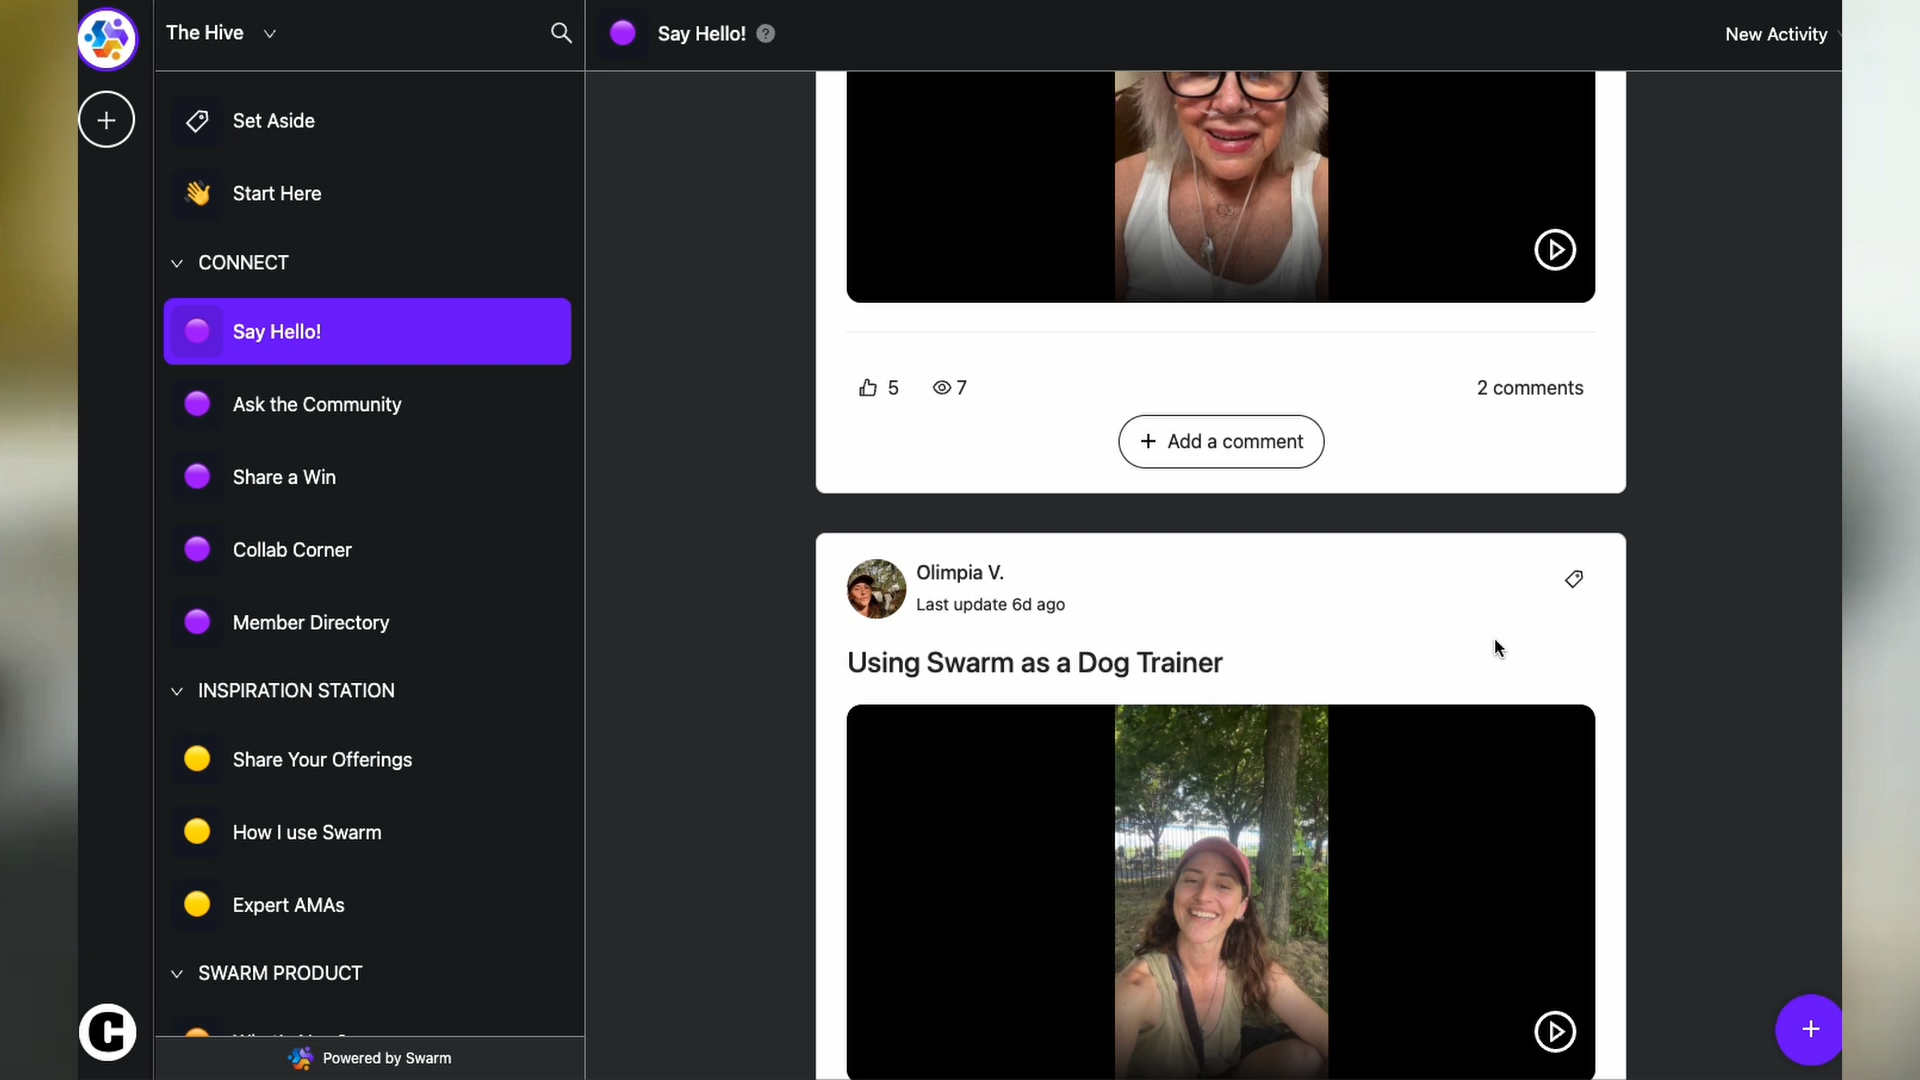 The Hive
Set Aside
Start Here
CONNECT
Say Hello!
Ask the Community
Share a Win
Collab Corner
Member Directory
INSPIRATION STATION
Share Your Offerings
How I use Swarm
Expert AMAs
SWARM PRODUCT
Powered by Swarm
C
Say Hello! ?
New Activity
5
7
2 comments
+ Add a comment
Olimpia V.
Last update 6d ago
Using Swarm as a Dog Trainer